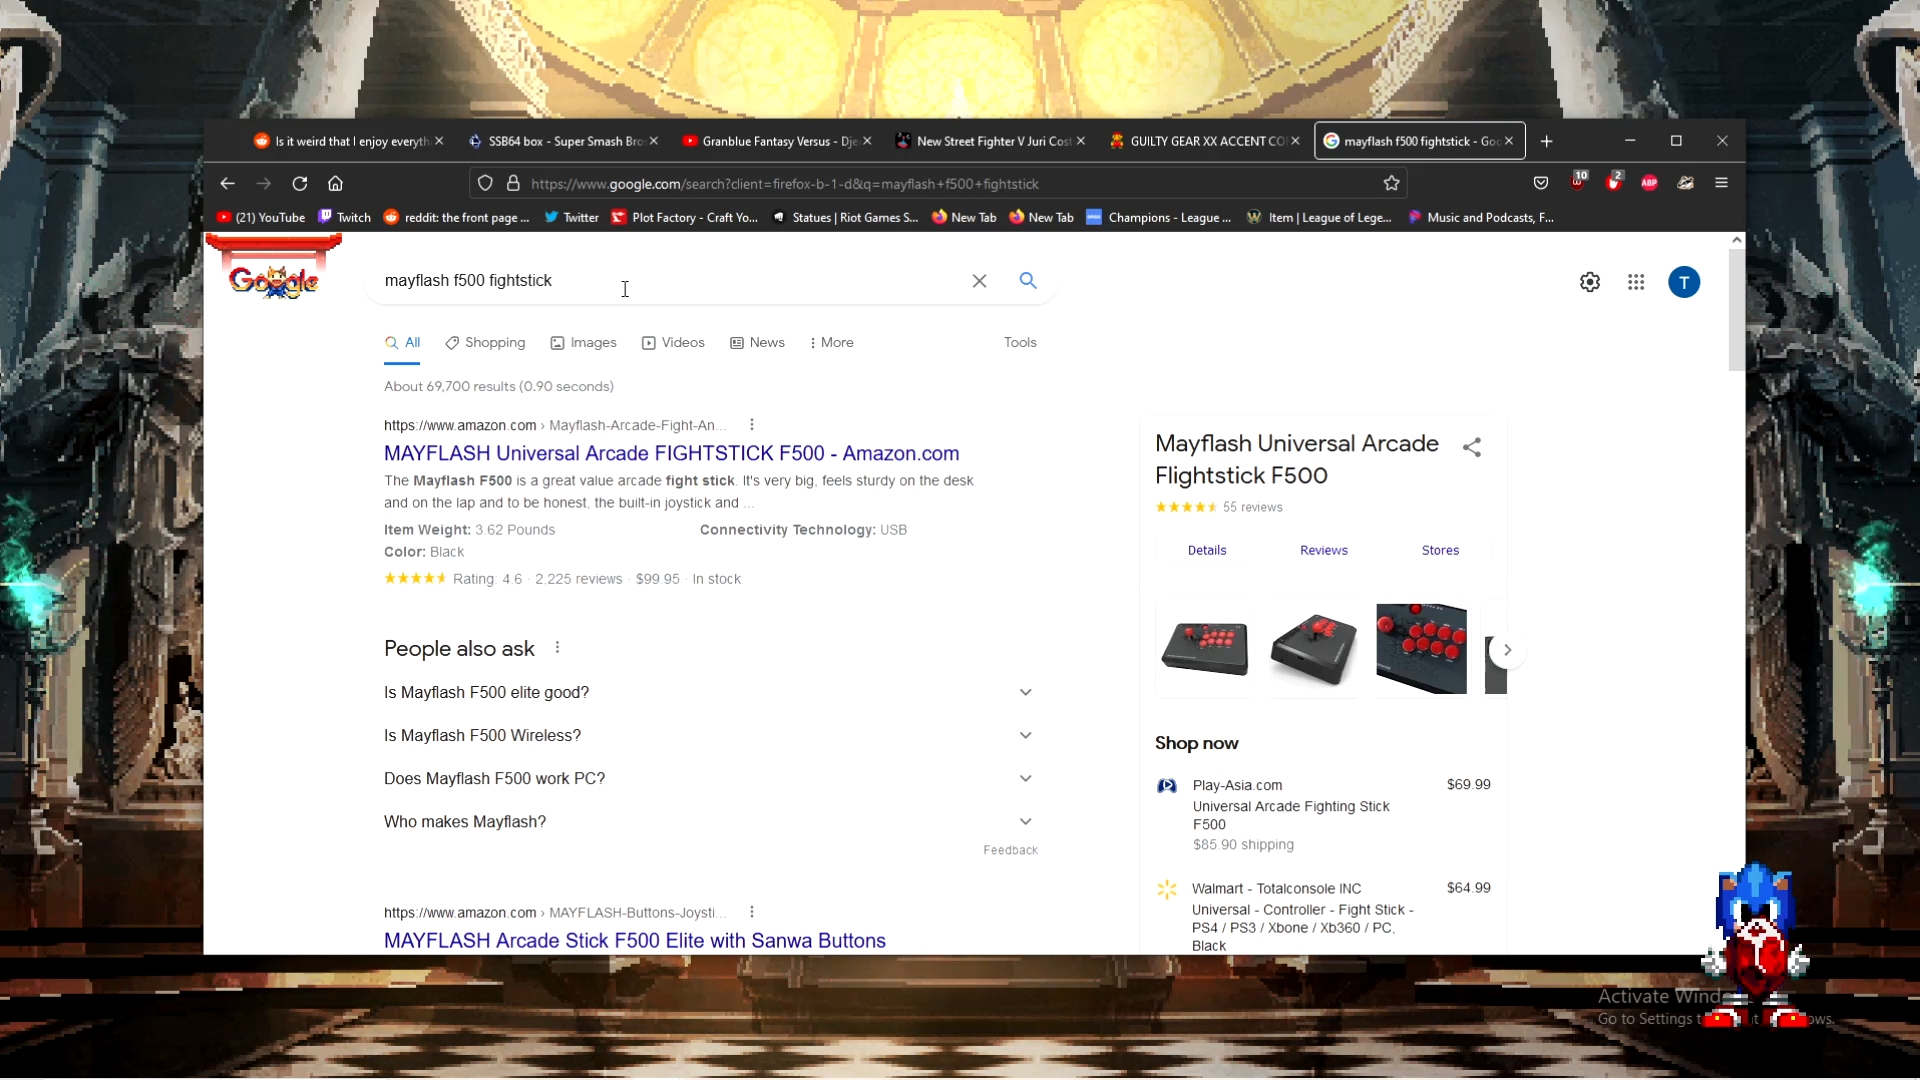 Is it weird that I enjoy everyth
SSB64 box - Super Smash Bro
Granblue Fantasy Versus - Dje
New Street Fighter V Juri Cost
GUILTY GEAR XX ACCENT CO
mayflash f500 fightstick - Goo
https://www.google.com/search?client=firefox-b-1-d&q=mayflash+f500+fightstick
10
2
ABP
(21) YouTube
Twitch
reddit: the front page ...
Twitter
Plot Factory - Craft Yo...
Statues | Riot Games S...
New Tab
New Tab
Champions - League ...
Item | League of Lege...
Music and Podcasts, F...
Google
mayflash f500 fightstick
T
All
Shopping
Images
Videos
News
More
Tools
About 69,700 results (0.90 seconds)
https://www.amazon.com › Mayflash-Arcade-Fight-An...
MAYFLASH Universal Arcade FIGHTSTICK F500 - Amazon.com
The Mayflash F500 is a great value arcade fight stick. It's very big, feels sturdy on the desk
and on the lap and to be honest, the built-in joystick and ...
Item Weight: 3.62 Pounds
Connectivity Technology: USB
Color: Black
Rating: 4.6 · 2,225 reviews · $99.95 · In stock
People also ask
Is Mayflash F500 elite good?
Is Mayflash F500 Wireless?
Does Mayflash F500 work PC?
Who makes Mayflash?
Feedback
https://www.amazon.com › MAYFLASH-Buttons-Joysti...
MAYFLASH Arcade Stick F500 Elite with Sanwa Buttons
Mayflash Universal Arcade
Flightstick F500
55 reviews
Details
Reviews
Stores
Shop now
Play-Asia.com
$69.99
Universal Arcade Fighting Stick
F500
$85.90 shipping
Walmart - Totalconsole INC
$64.99
Universal - Controller - Fight Stick -
PS4 / PS3 / Xbone / Xb360 / PC,
Black
Activate Windo
Go to Settings t
ows.